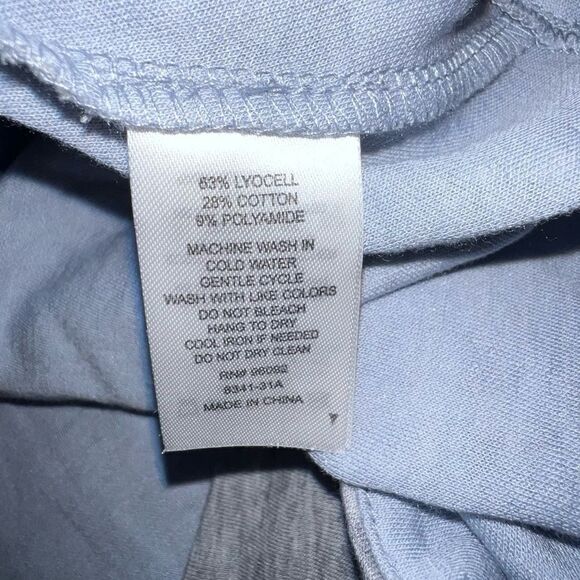 63% LYOCELL
28% COTTON
9% POLYAMIDE
MACHINE WASH IN
COLD WATER
GENTLE CYCLE
WASH WITH LIKE COLORS
DO NOT BLEACH
HANG TO DRY
COOL IRON IF NEEDED
DO NOT DRY CLEAN
RN# 96092
8341-31A
MADE IN CHINA